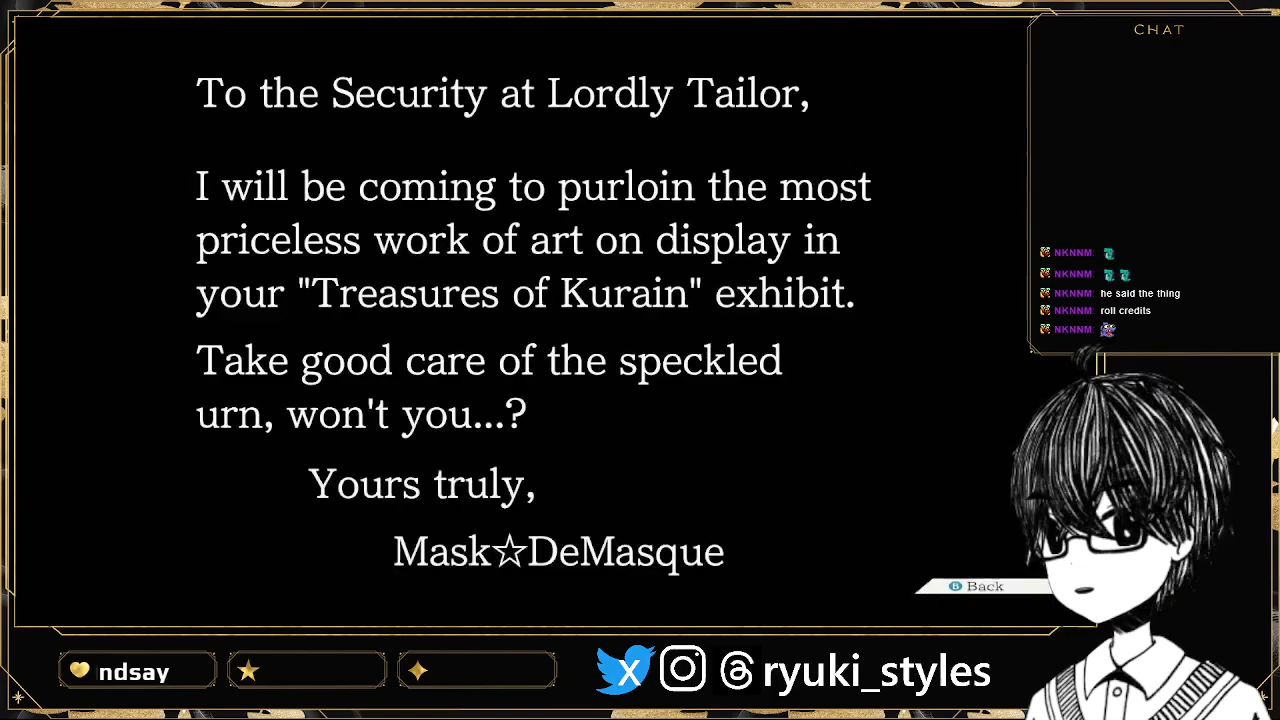 To the Security at Lordly Tailor,
I will be coming to purloin the most
priceless work of art on display in
your "Treasures of Kurain" exhibit.
Take good care of the speckled
urn, won't you...?
Yours truly,
Mask☆DeMasque
B Back
CHAT
NKNNM:
NKNNM:
NKNNM: he said the thing
NKNNM: roll credits
NKNNM:
ndsay
ryuki_styles